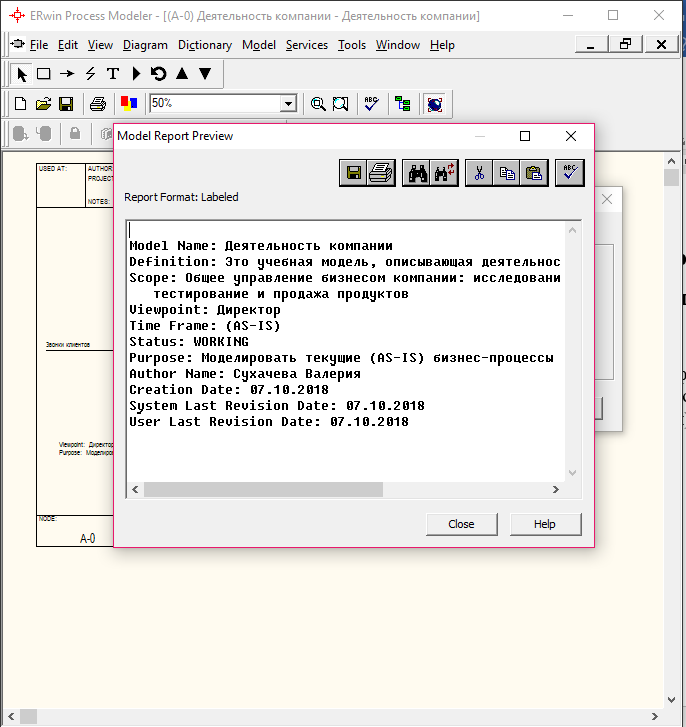 ERwin Process Modeler - [(A-0) Деятельность компании - Деятельность компании]
File Edit View Diagram Dictionary Model Services Tools Window Help
T
50%
ABC
Model Report Preview
ABC
Report Format: Labeled
Model Name: Деятельность компании
Definition: Это учебная модель, описывающая деятельнос
Scope: Общее управление бизнесом компании: исследовани
тестирование и продажа продуктов
Viewpoint: Директор
Time Frame: (AS-IS)
Status: WORKING
Purpose: Моделировать текущие (AS-IS) бизнес-процессы
Author Name: Сухачева Валерия
Creation Date: 07.10.2018
System Last Revision Date: 07.10.2018
User Last Revision Date: 07.10.2018
Close Help
USED AT: AUTHOR
PROJECT
NOTES:
Звонки клиентов
Viewpoint: Директор
Purpose: Моделиро
NODE:
A-0